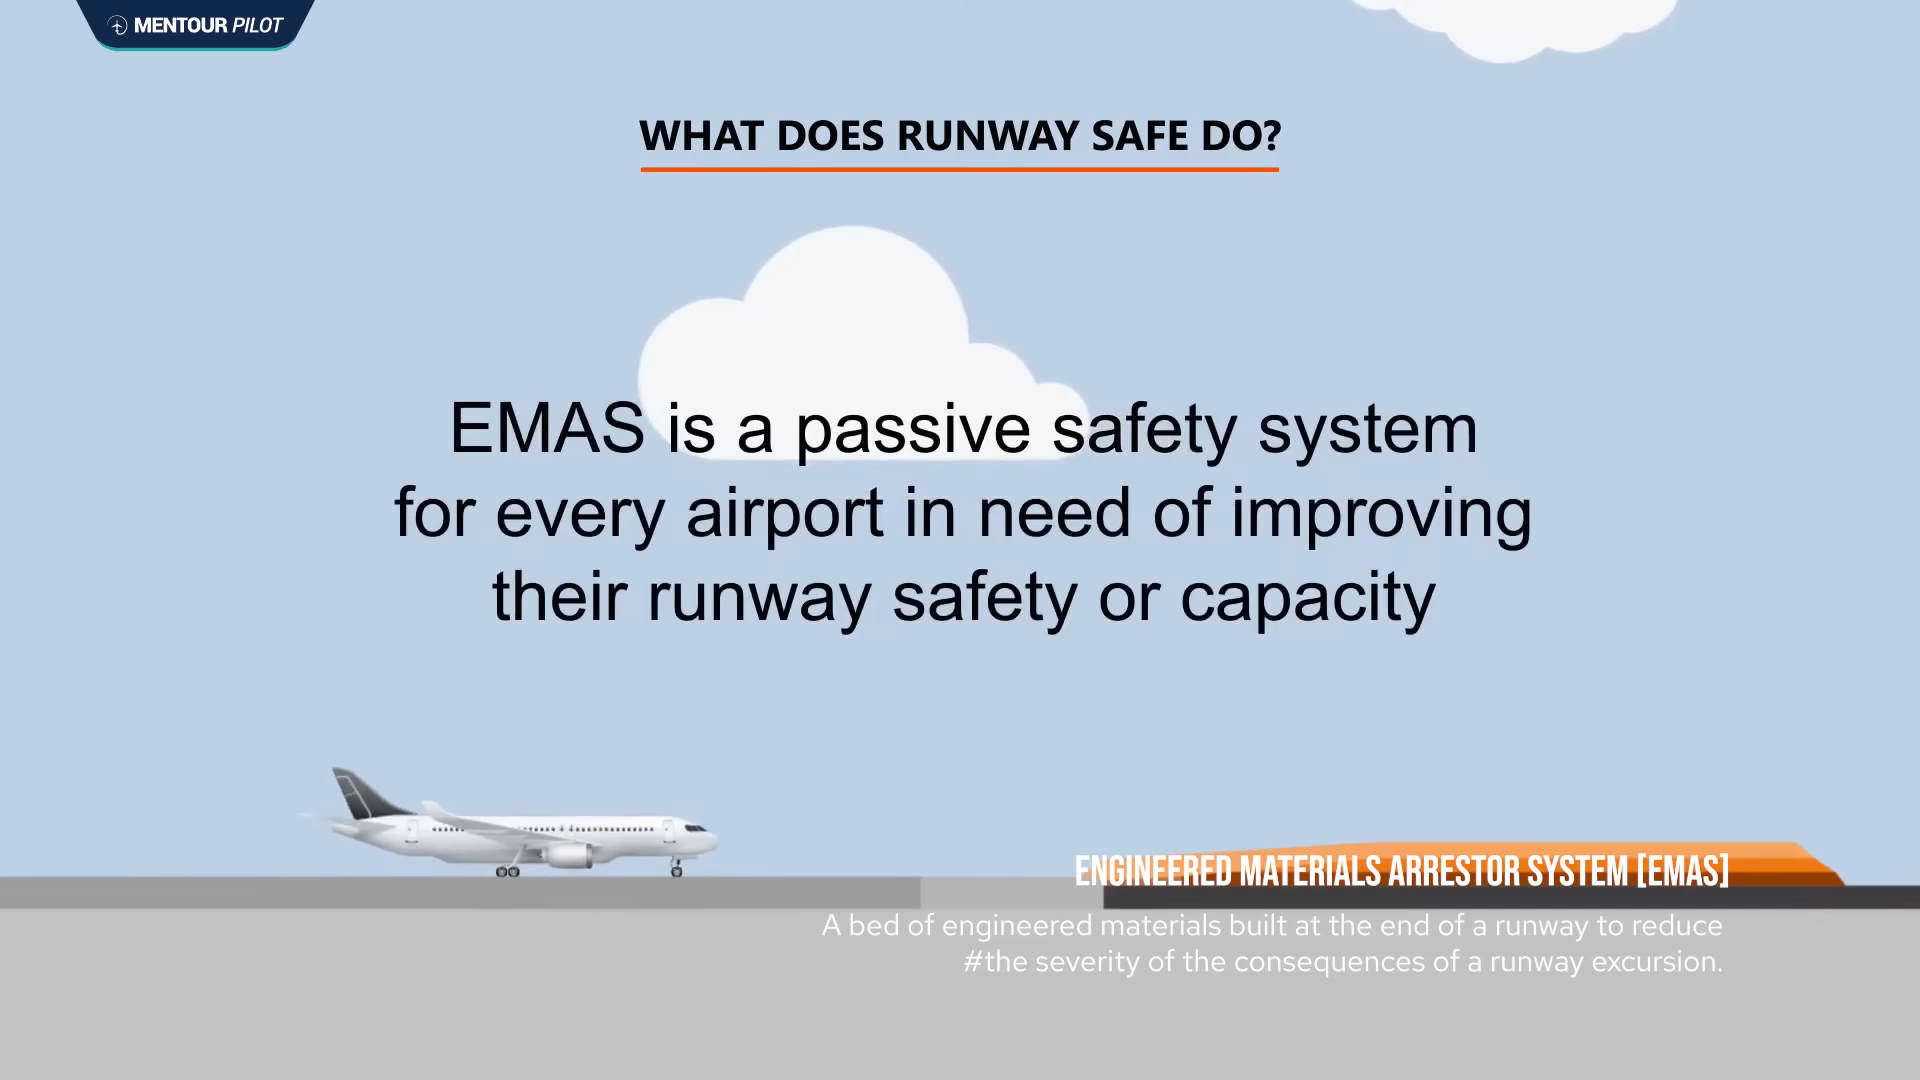 MENTOUR PILOT
WHAT DOES RUNWAY SAFE DO?
EMAS is a passive safety system
for every airport in need of improving
their runway safety or capacity
ENGINEERED MATERIALS ARRESTOR SYSTEM [EMAS]
A bed of engineered materials built at the end of a runway to reduce
#the severity of the consequences of a runway excursion.